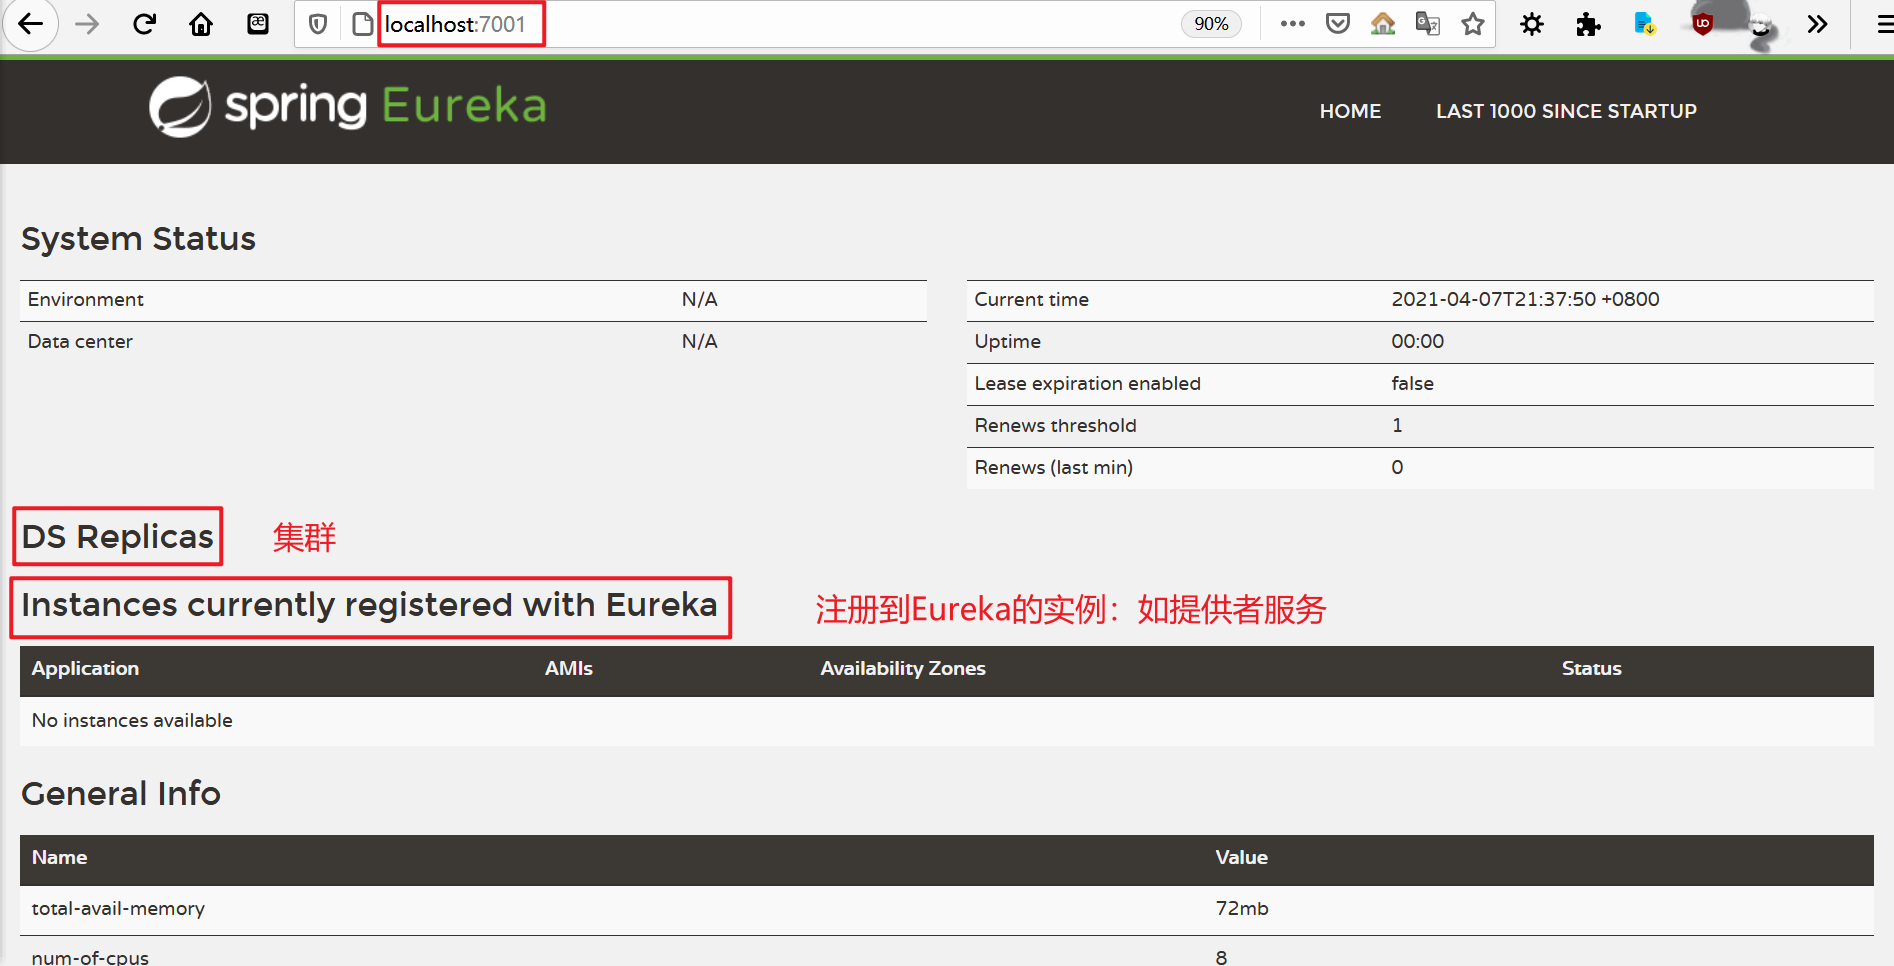 localhost:7001
90%
spring Eureka
HOME LAST 1000 SINCE STARTUP
System Status
Environment N/A
Data center N/A
Current time 2021-04-07T21:37:50 +0800
Uptime 00:00
Lease expiration enabled false
Renews threshold 1
Renews (last min) 0
DS Replicas 集群
Instances currently registered with Eureka 注册到Eureka的实例：如提供者服务
Application AMIs Availability Zones Status
No instances available
General Info
Name Value
total-avail-memory 72mb
num-of-cpus 8